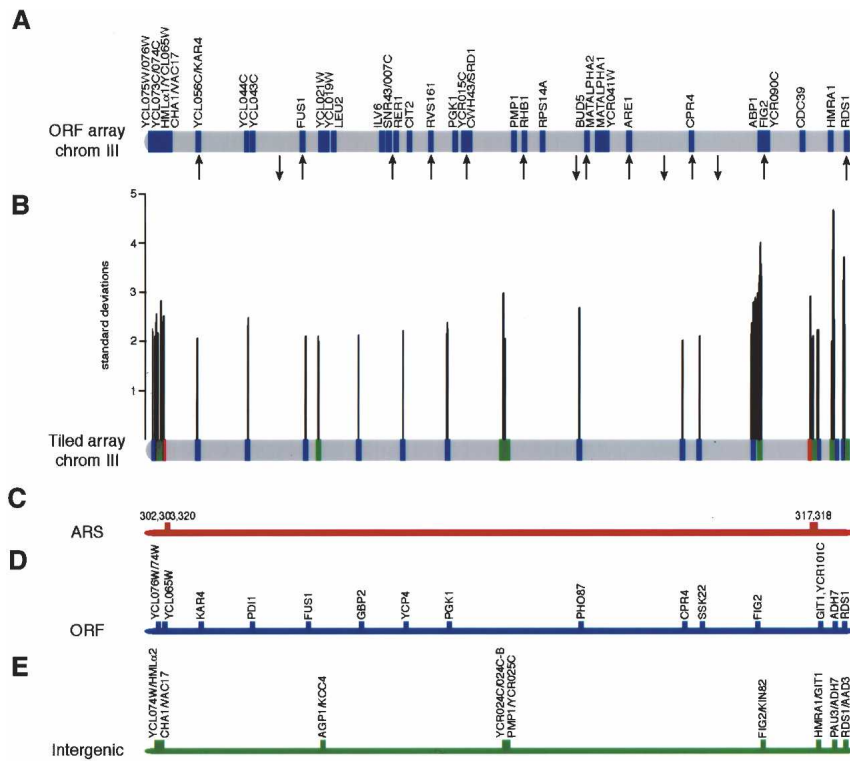 A
YCL075W/076W
YCL073C/074C
HMLα1/YCL065W
CHA1/VAC17
YCL056C/KAR4
YCL044C
YCL043C
FUS1
YCL021W
YCL019W
LEU2
ILV6
SNR43/007C
RER1
CIT2
RVS161
PGK1
YCR015C
CWH43/SRD1
PMP1
RHB1
RPS14A
BUD5
MATALPHA2
MATALPHA1
YCR041W
ARE1
CPR4
ABP1
FIG2
YCR090C
CDC39
HMRA1
RDS1
ORF array
chrom III
B
5
4
3
2
1
standard deviations
Tiled array
chrom III
C
302,303,320
317,318
ARS
D
YCL076W/74W
YCL065W
KAR4
PDI1
FUS1
GBP2
YCP4
PGK1
PHO87
CPR4
SSK22
FIG2
GIT1,YCR101C
ADH7
RDS1
ORF
E
YCL074W/HMLα2
CHA1/VAC17
AGP1/KCC4
YCR024C/024C-B
PMP1/YCR025C
FIG2/KIN82
HMRA1/GIT1
PAU3/ADH7
RDS1/AAD3
Intergenic